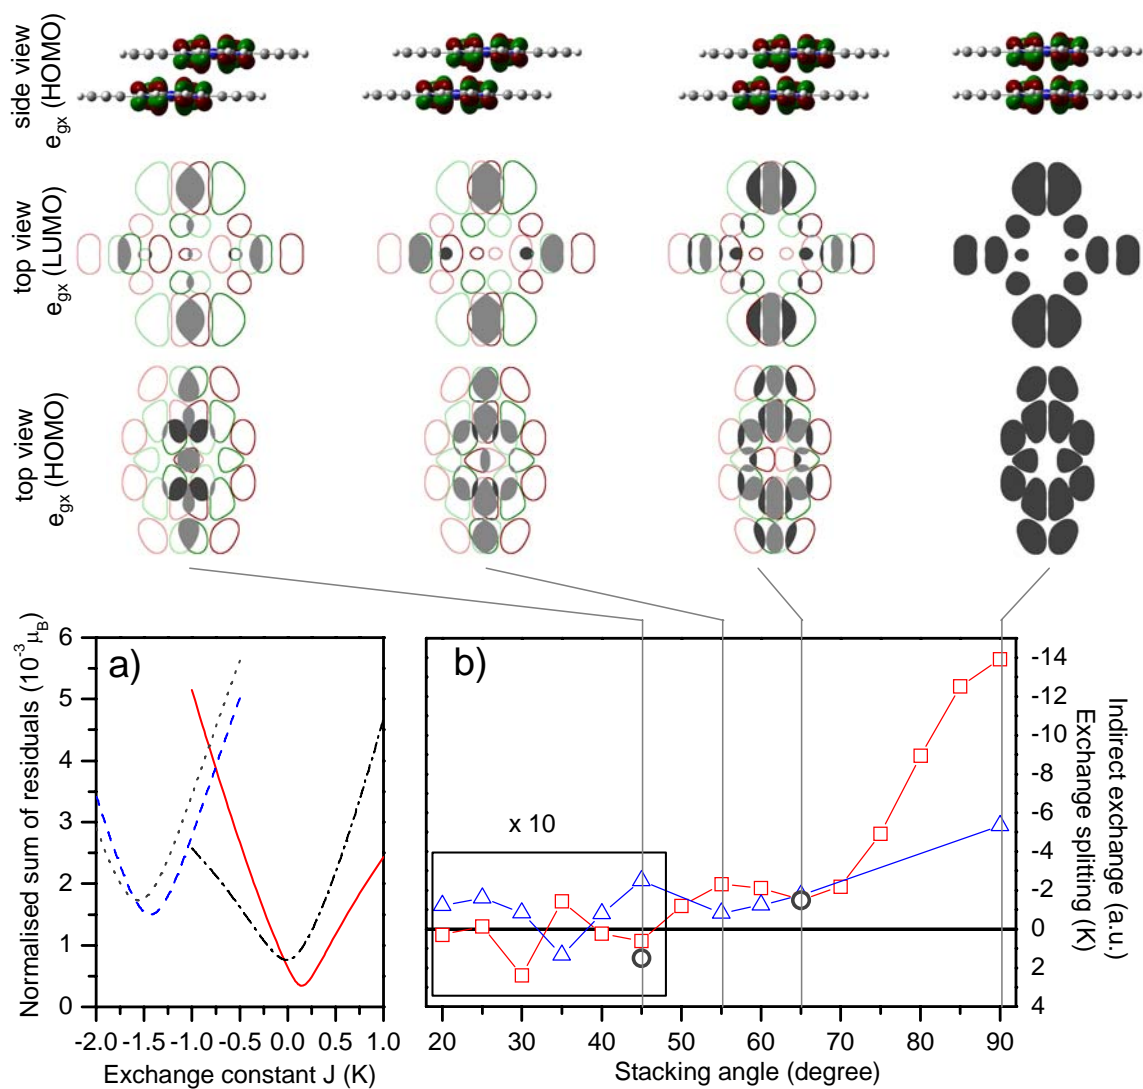 side view
e_gx (HOMO)
top view
e_gx (LUMO)
top view
e_gx (HOMO)
a)
Normalised sum of residuals (10⁻³μ_B)
6
5
4
3
2
1
0
-2.0 -1.5 -1.0 -0.5 0.0 0.5 1.0
Exchange constant J (K)
b)
x 10
20 30 40 50 60 70 80 90
Stacking angle (degree)
-14
-12
-10
-8
-6
-4
-2
0
2
4
Indirect exchange (a.u.)
Exchange splitting (K)